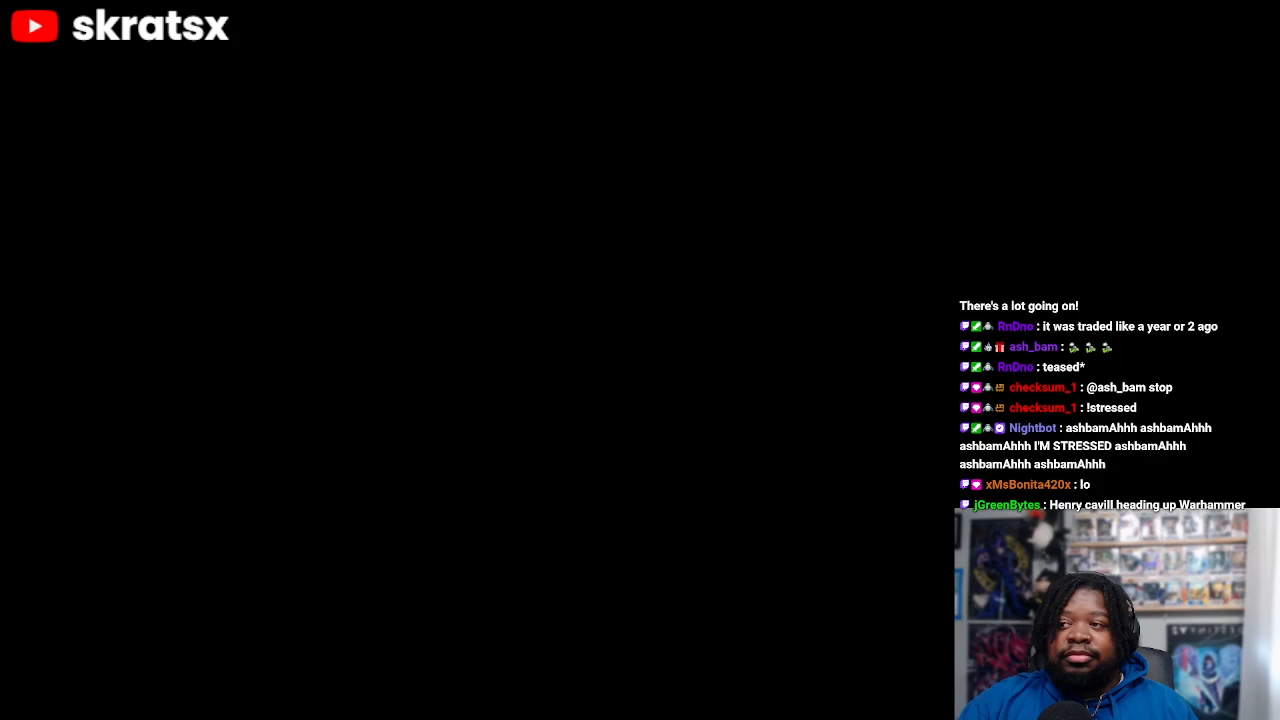 skratsx
There's a lot going on!
RnDno : it was traded like a year or 2 ago
ash_bam :
RnDno : teased*
checksum_1 : @ash_bam stop
checksum_1 : !stressed
Nightbot : ashbamAhhh ashbamAhhh
ashbamAhhh I'M STRESSED ashbamAhhh
ashbamAhhh ashbamAhhh
xMsBonita420x : lo
jGreenBytes : Henry cavill heading up Warhammer